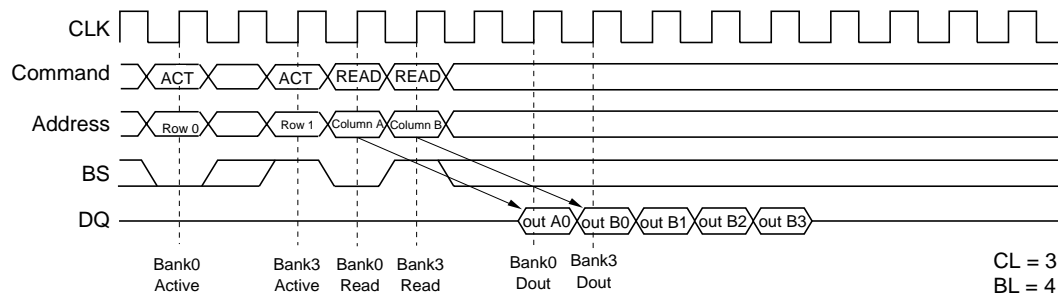 CLK
Command ACT ACT READ READ
Address Row 0 Row 1 Column A Column B
BS
DQ out A0 out B0 out B1 out B2 out B3
Bank0 Active
Bank3 Active
Bank0 Read
Bank3 Read
Bank0 Dout
Bank3 Dout
CL = 3
BL = 4